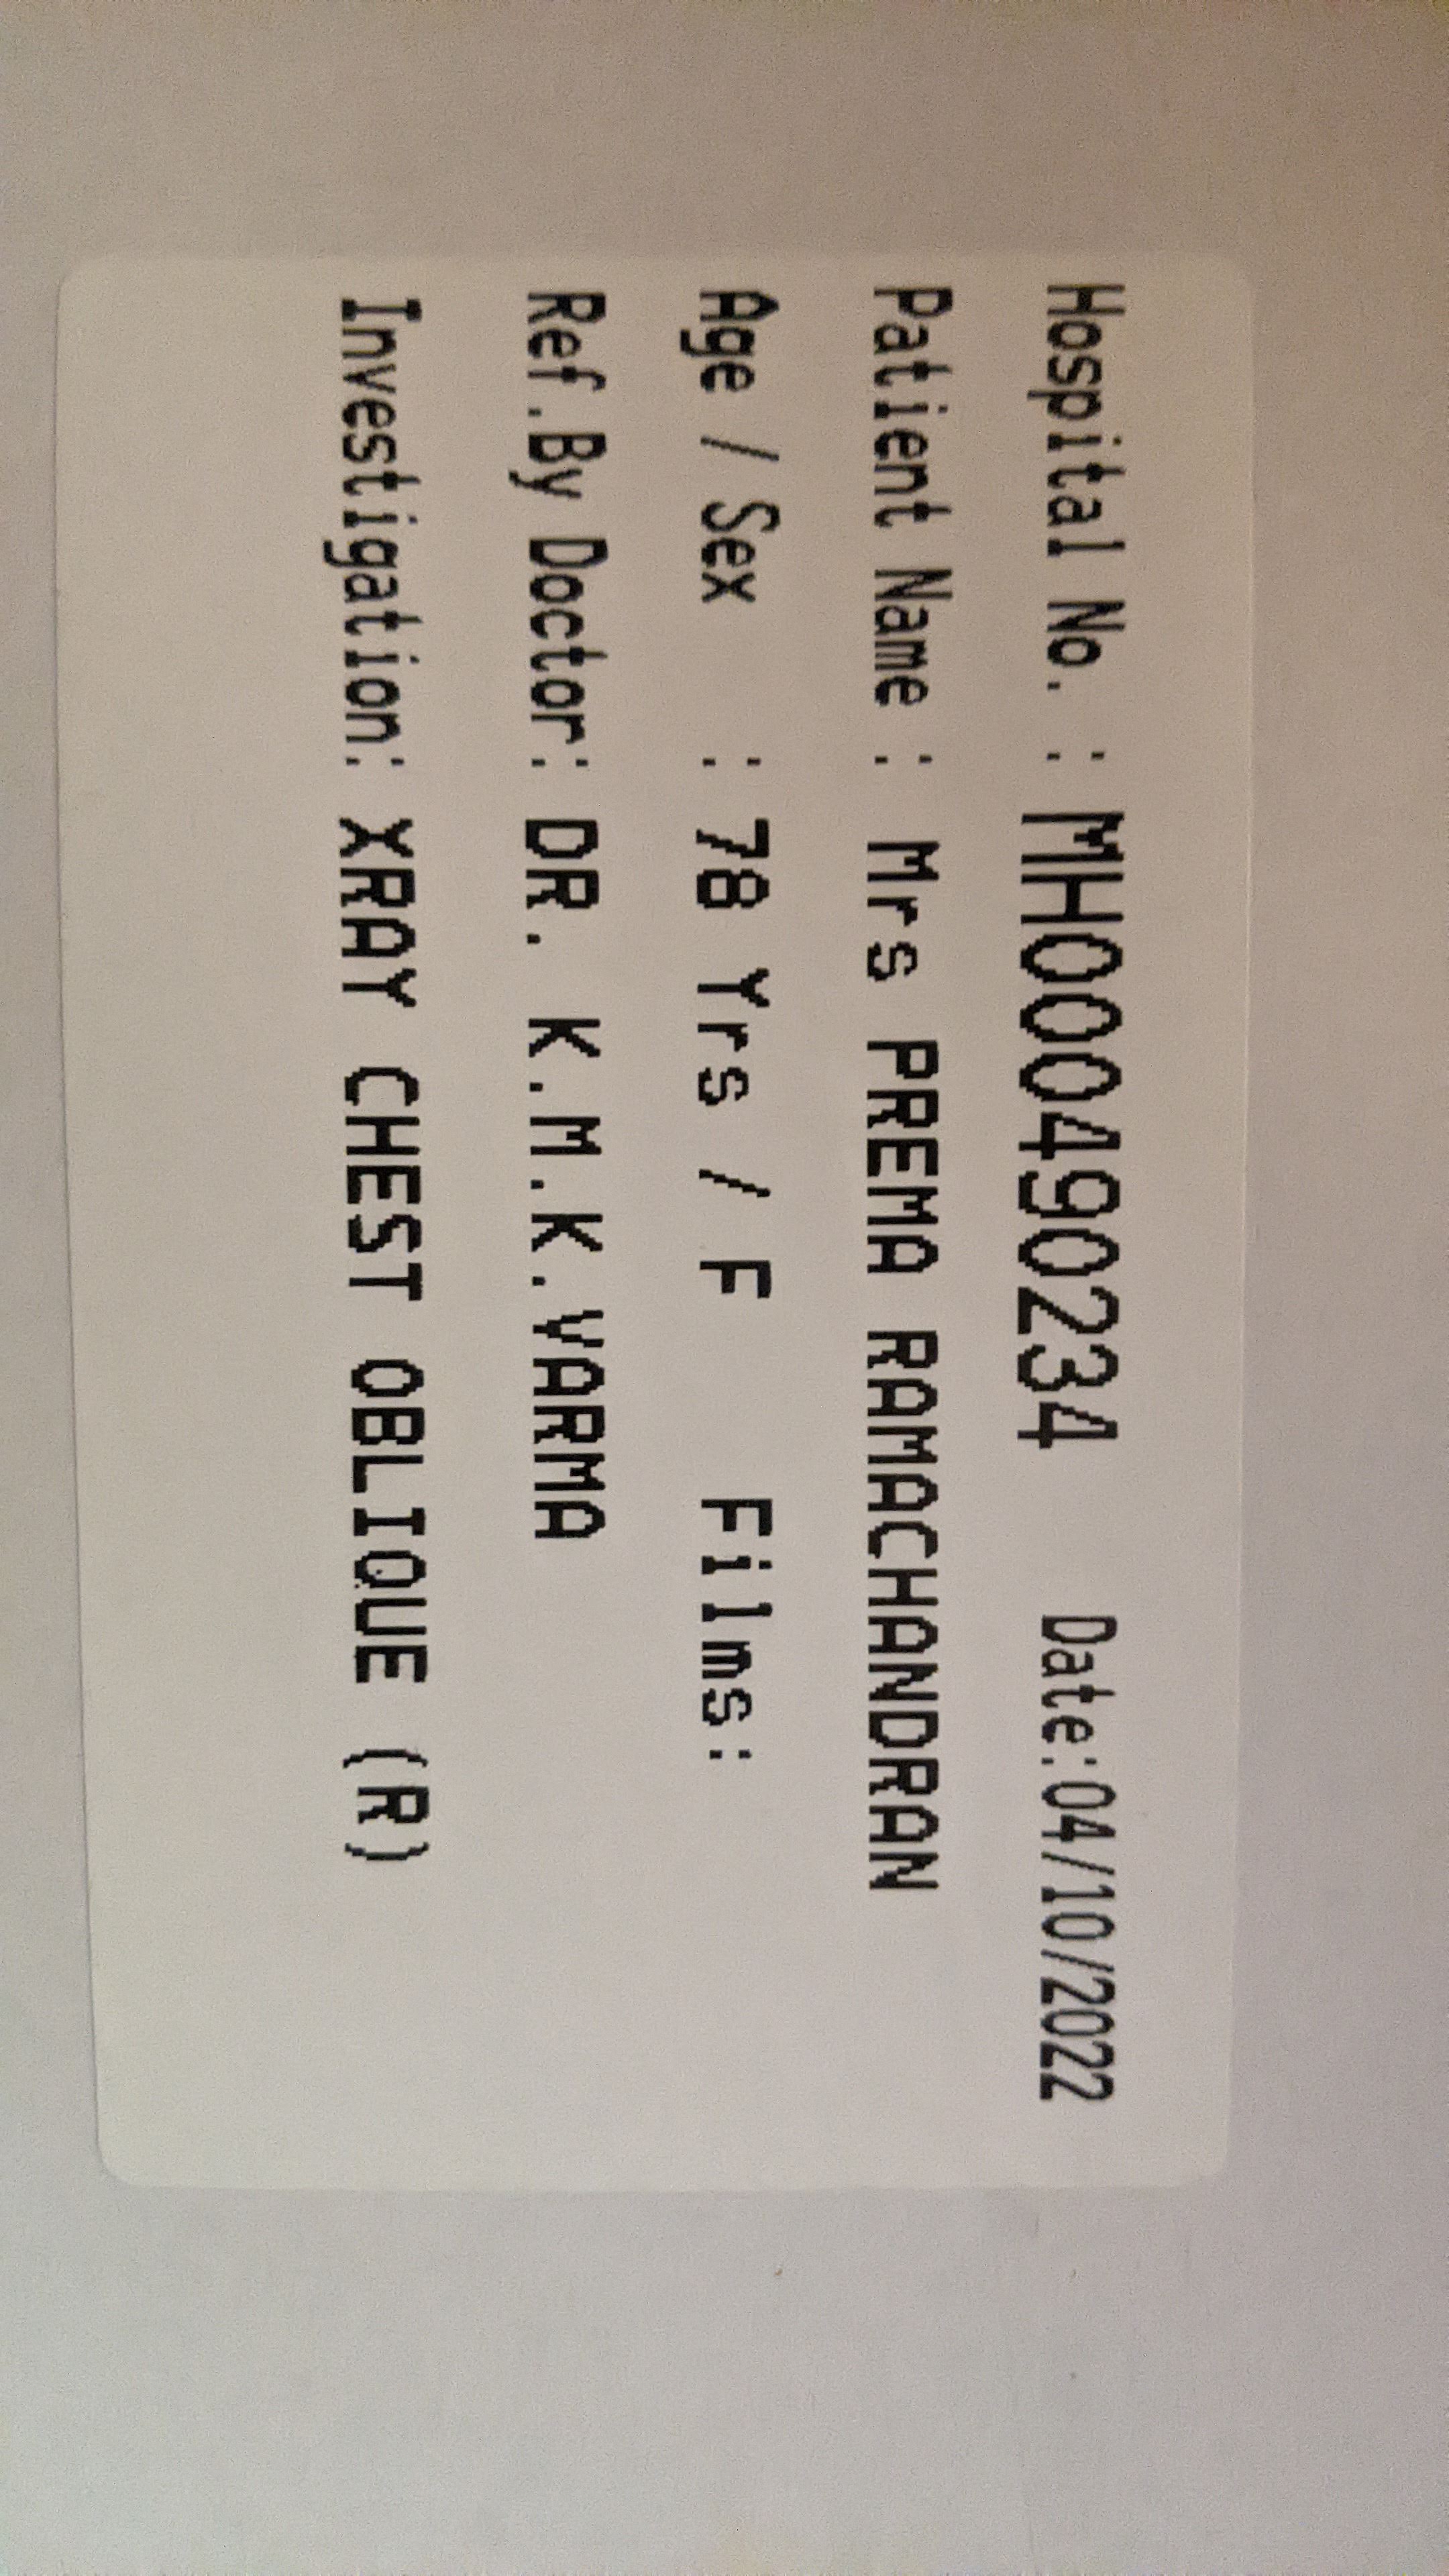 Hospital No. : MH000490234 Date:04/10/2022
Patient Name : Mrs PREMA RAMACHANDRAN
Age / Sex : 78 Yrs / F Films:
Ref.By Doctor: DR. K.M.K.VARMA
Investigation: XRAY CHEST OBLIQUE (R)